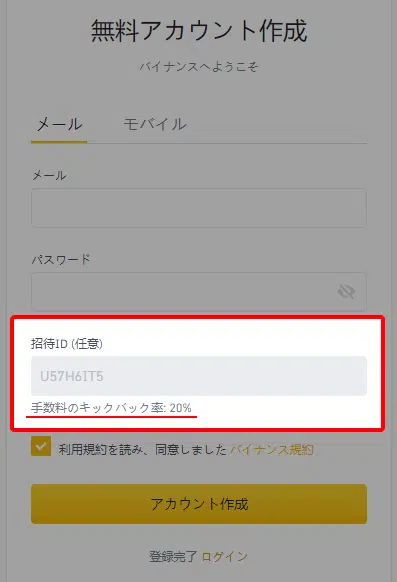 無料アカウント作成
バイナンスへようこそ
メール モバイル
メール
パスワード
招待ID (任意)
U57H6IT5
手数料のキックバック率: 20%
利用規約を読み、同意しました バイナンス規約
アカウント作成
登録完了 ログイン